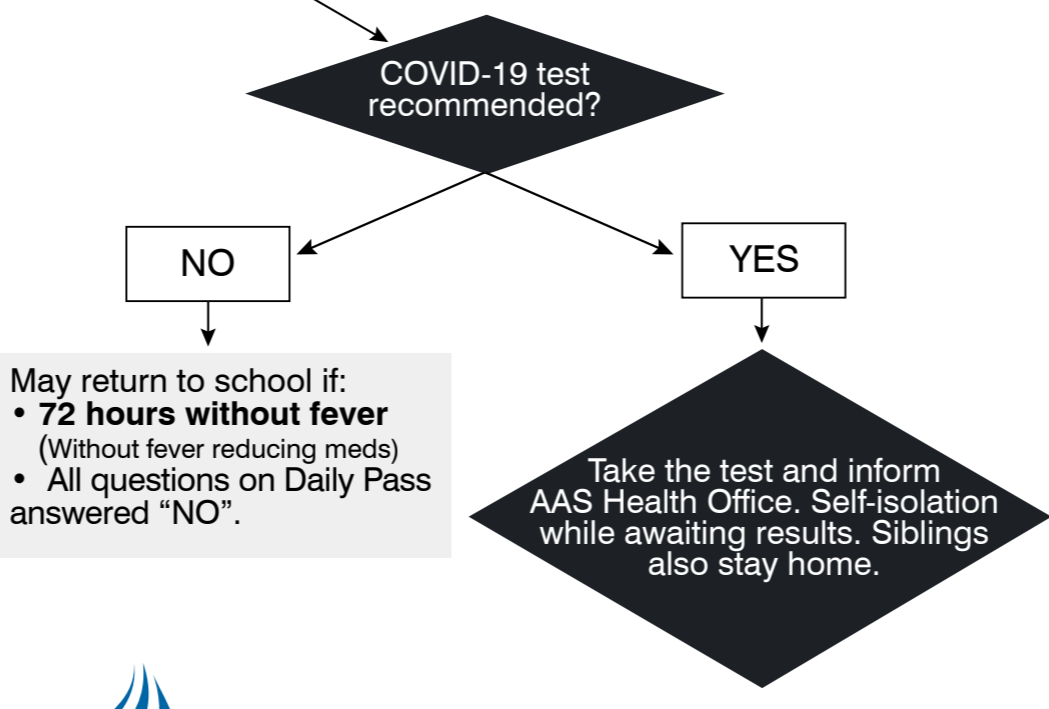 COVID-19 test
recommended?
NO
YES
May return to school if:
• 72 hours without fever
(Without fever reducing meds)
• All questions on Daily Pass
answered “NO”.
Take the test and inform
AAS Health Office. Self-isolation
while awaiting results. Siblings
also stay home.